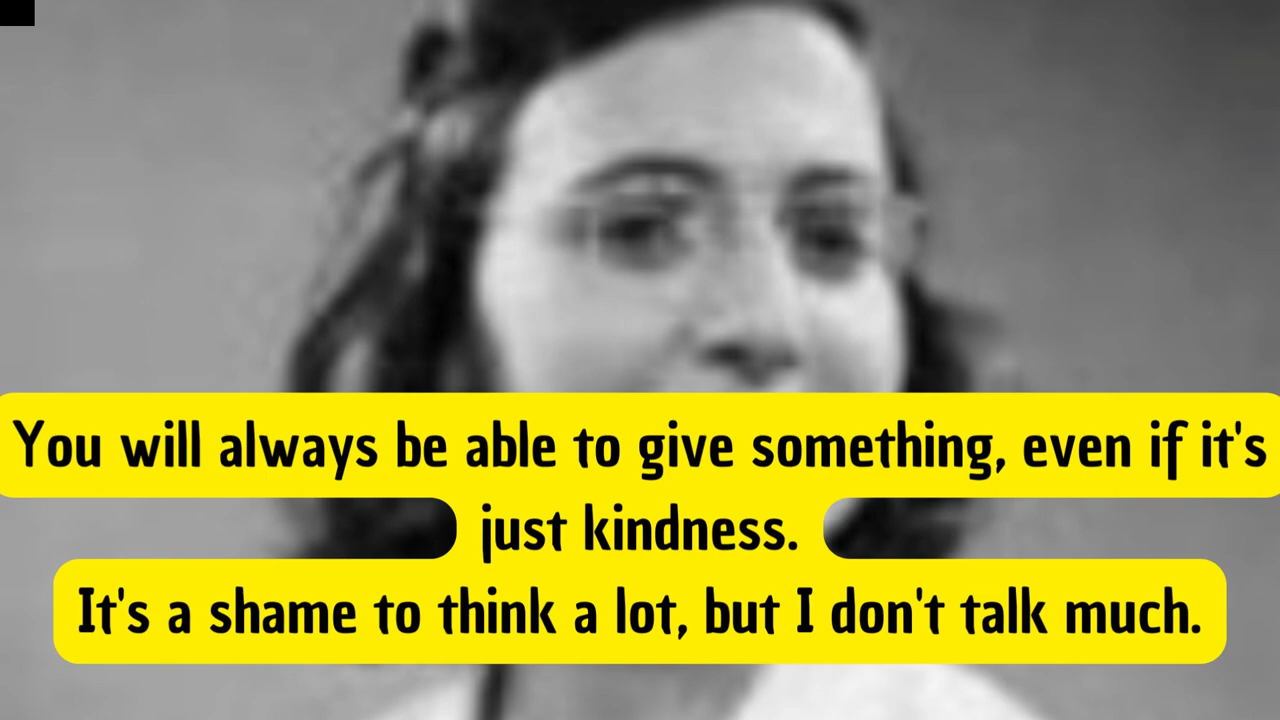 You will always be able to give something, even if it's
just kindness.
It's a shame to think a lot, but I don't talk much.